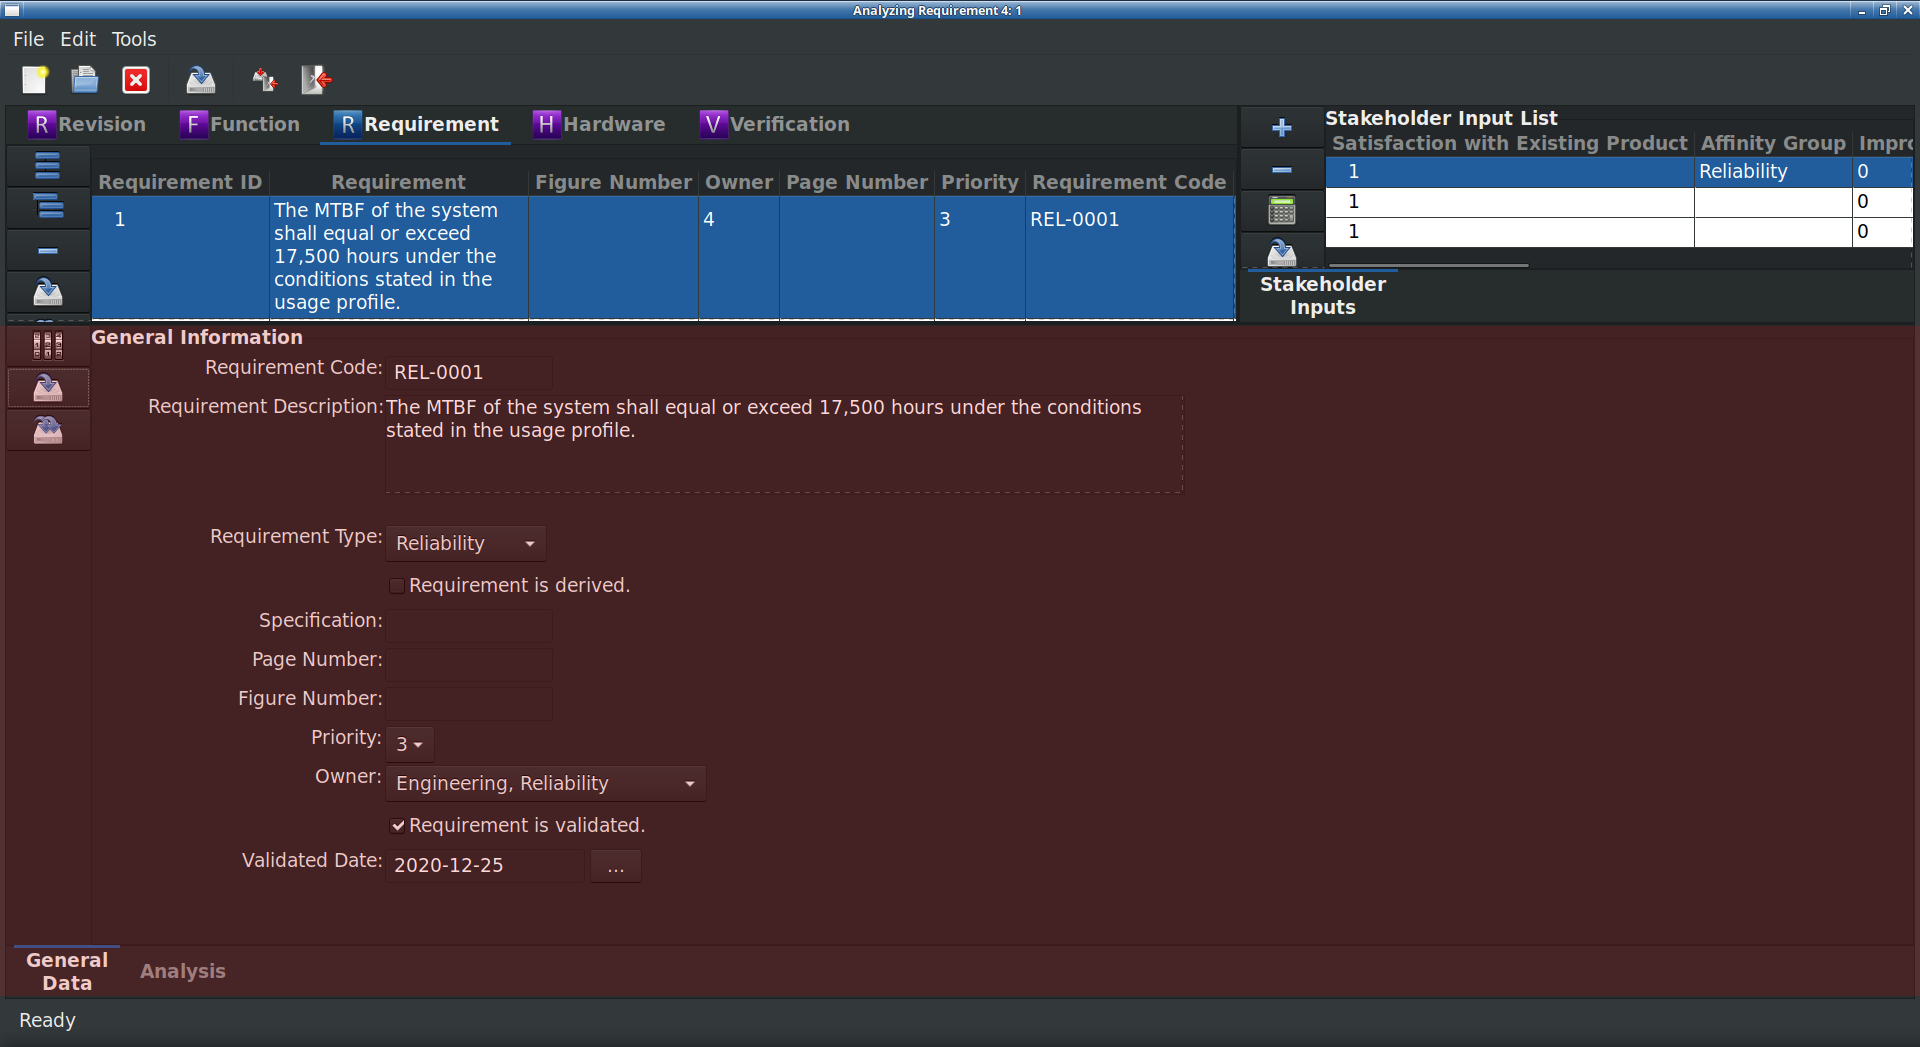 Analyzing Requirement 4: 1
File Edit Tools
R Revision F Function R Requirement H Hardware V Verification
Requirement ID Requirement Figure Number Owner Page Number Priority Requirement Code
1 The MTBF of the system 4 3 REL-0001
shall equal or exceed
17,500 hours under the
conditions stated in the
usage profile.
Stakeholder Input List
Satisfaction with Existing Product Affinity Group Impro
1 Reliability 0
1 0
1 0
Stakeholder
Inputs
General Information
Requirement Code: REL-0001
Requirement Description: The MTBF of the system shall equal or exceed 17,500 hours under the conditions
stated in the usage profile.
Requirement Type: Reliability
Requirement is derived.
Specification:
Page Number:
Figure Number:
Priority: 3
Owner: Engineering, Reliability
Requirement is validated.
Validated Date: 2020-12-25 ...
General
Data
Analysis
Ready